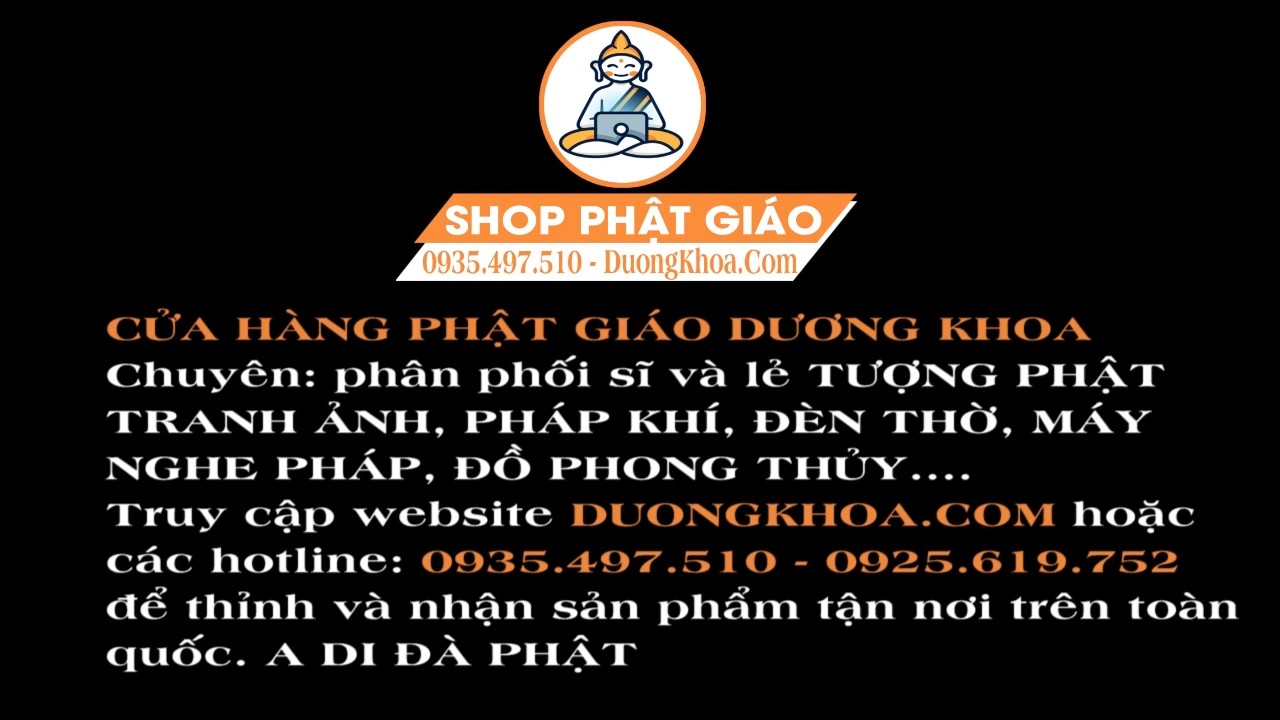 SHOP PHẬT GIÁO
0935.497.510 - DuongKhoa.Com
CỬA HÀNG PHẬT GIÁO DƯƠNG KHOA
Chuyên: phân phối sĩ và lẻ TƯỢNG PHẬT
TRANH ẢNH, PHÁP KHÍ, ĐÈN THỜ, MÁY
NGHE PHÁP, ĐỒ PHONG THỦY....
Truy cập website DUONGKHOA.COM hoặc
các hotline: 0935.497.510 - 0925.619.752
để thỉnh và nhận sản phẩm tận nơi trên toàn
quốc. A DI ĐÀ PHẬT